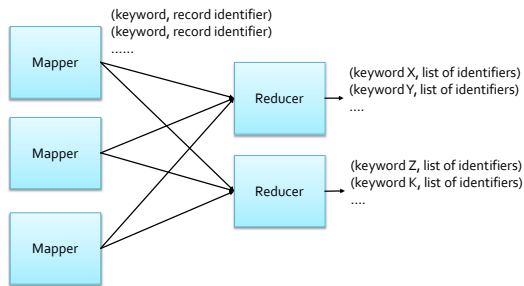 (keyword, record identifier)
(keyword, record identifier)
......
Mapper
Mapper
Mapper
Reducer
Reducer
(keyword X, list of identifiers)
(keyword Y, list of identifiers)
....
(keyword Z, list of identifiers)
(keyword K, list of identifiers)
....